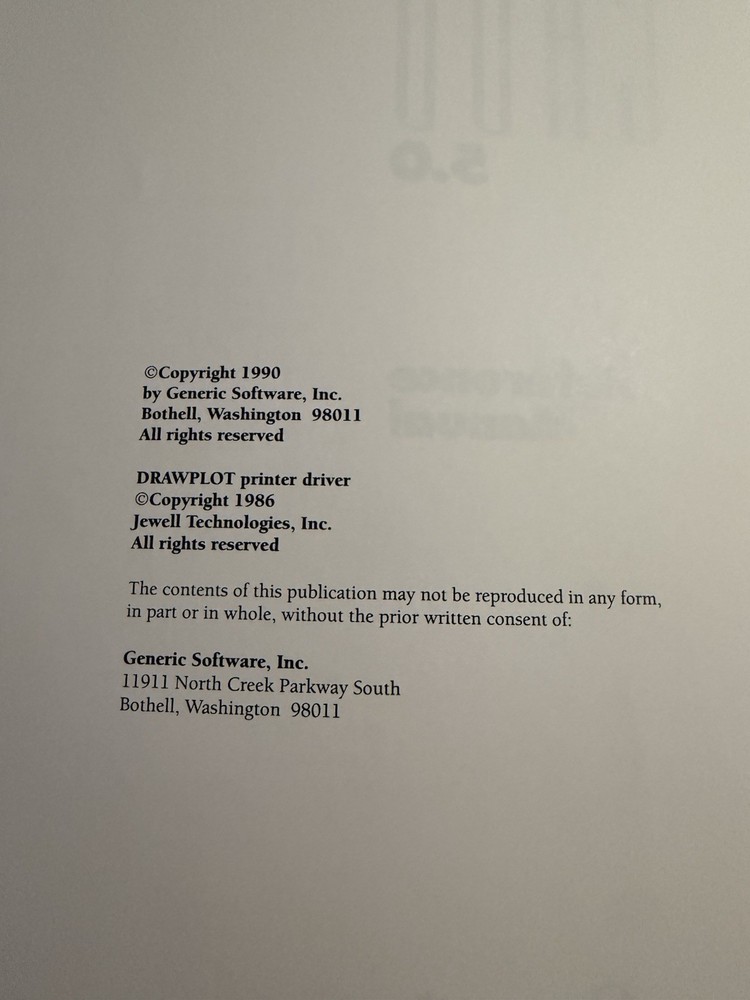 5.0
©Copyright 1990
by Generic Software, Inc.
Bothell, Washington 98011
All rights reserved
DRAWPLOT printer driver
©Copyright 1986
Jewell Technologies, Inc.
All rights reserved
The contents of this publication may not be reproduced in any form,
in part or in whole, without the prior written consent of:
Generic Software, Inc.
11911 North Creek Parkway South
Bothell, Washington 98011